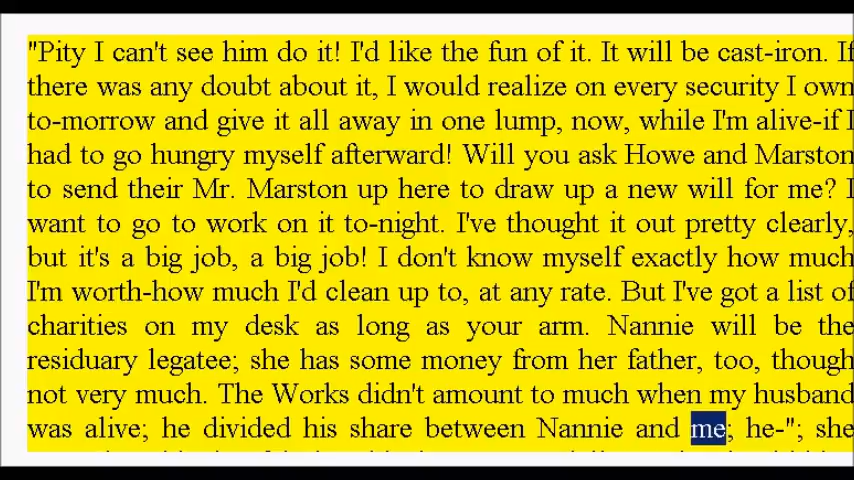 "Pity I can't see him do it! I'd like the fun of it. It will be cast-iron. If
there was any doubt about it, I would realize on every security I own
to-morrow and give it all away in one lump, now, while I'm alive-if I
had to go hungry myself afterward! Will you ask Howe and Marston
to send their Mr. Marston up here to draw up a new will for me? I
want to go to work on it to-night. I've thought it out pretty clearly,
but it's a big job, a big job! I don't know myself exactly how much
I'm worth-how much I'd clean up to, at any rate. But I've got a list of
charities on my desk as long as your arm. Nannie will be the
residuary legatee; she has some money from her father, too, though
not very much. The Works didn't amount to much when my husband
was alive; he divided his share between Nannie and me; he-"; she